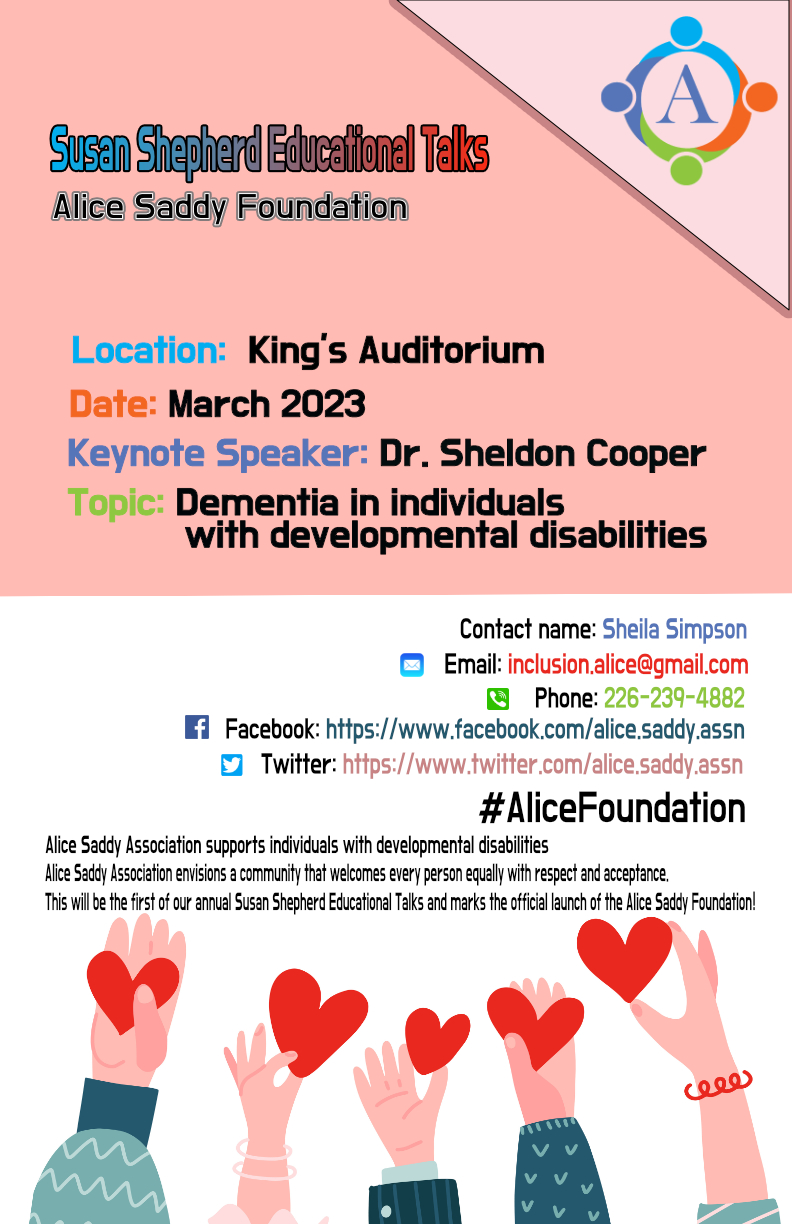 A
Susan Shepherd Educational Talks
Alice Saddy Foundation
Location: King's Auditorium
Date: March 2023
Keynote Speaker: Dr. Sheldon Cooper
Topic: Dementia in individuals
with developmental disabilities
Contact name: Sheila Simpson
Email: inclusion.alice@gmail.com
Phone: 226-239-4882
f Facebook: https://www.facebook.com/alice.saddy.assn
Twitter: https://www.twitter.com/alice.saddy.assn
#AliceFoundation
Alice Saddy Association supports individuals with developmental disabilities
Alice Saddy Association envisions a community that welcomes every person equally with respect and acceptance.
This will be the first of our annual Susan Shepherd Educational Talks and marks the official launch of the Alice Saddy Foundation!